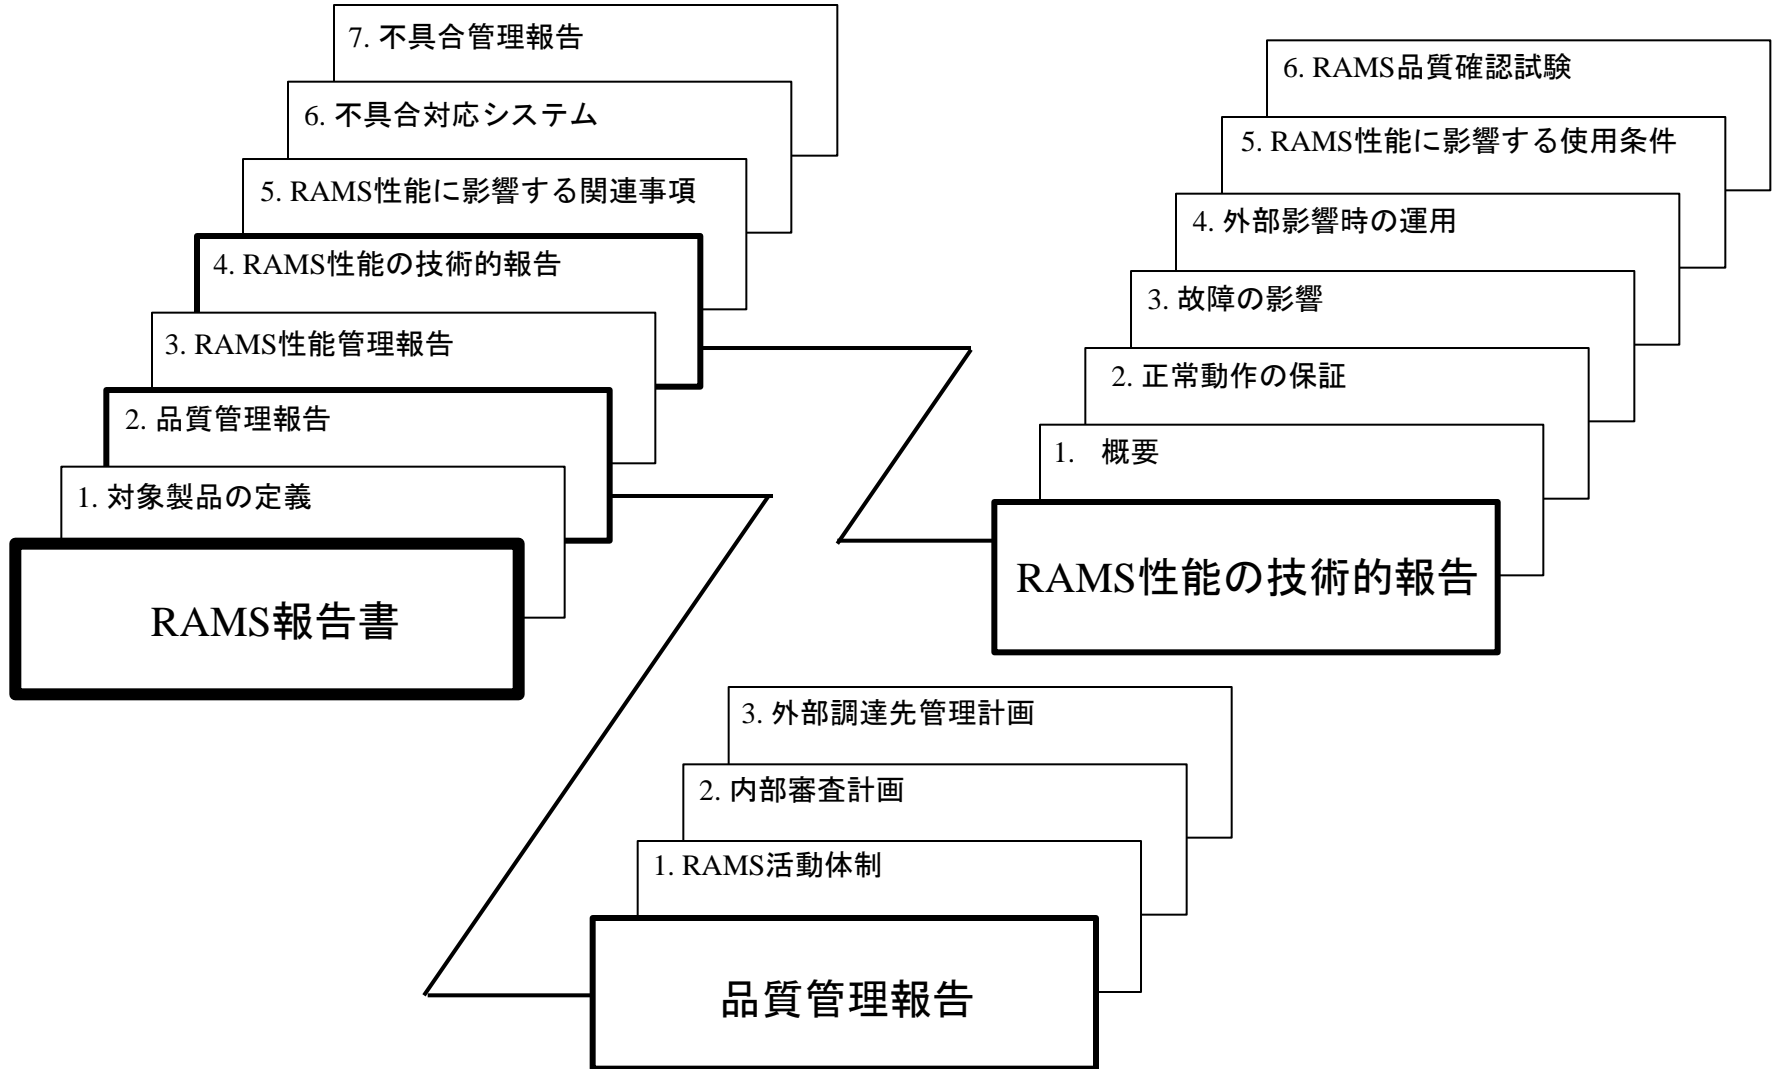 7. 不具合管理報告
6. 不具合対応システム
5. RAMS性能に影響する関連事項
4. RAMS性能の技術的報告
3. RAMS性能管理報告
2. 品質管理報告
1. 対象製品の定義
RAMS報告書
6. RAMS品質確認試験
5. RAMS性能に影響する使用条件
4. 外部影響時の運用
3. 故障の影響
2. 正常動作の保証
1. 概要
RAMS性能の技術的報告
3. 外部調達先管理計画
2. 内部審査計画
1. RAMS活動体制
品質管理報告